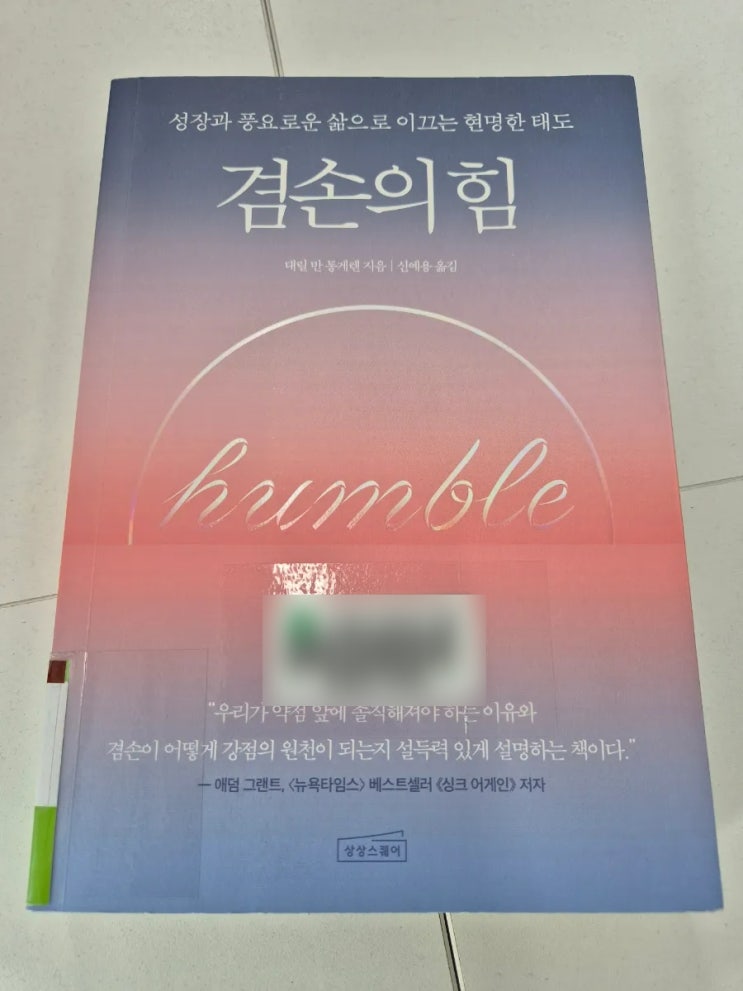 성장과 풍요로운 삶으로 이끄는 현명한 태도
겸손의 힘
대릴 반 통게렌 지음 | 신예용 옮김
humble
"우리가 약점 앞에 솔직해져야 하는 이유와
겸손이 어떻게 강점의 원천이 되는지 설득력 있게 설명하는 책이다."
— 애덤 그랜트, 〈뉴욕타임스〉 베스트셀러 《싱크 어게인》 저자
상상스퀘어